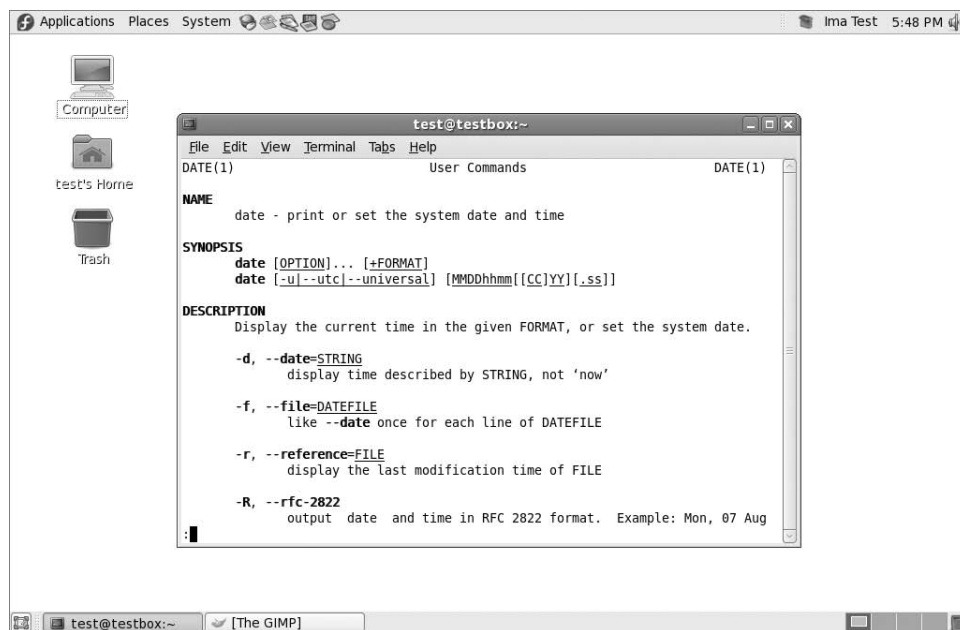 Applications Places System Ima Test 5:48 PM
Computer
test's Home
Trash
test@testbox:~
File Edit View Terminal Tabs Help
DATE(1) User Commands DATE(1)
NAME
date - print or set the system date and time
SYNOPSIS
date [OPTION]... [+FORMAT]
date [-u|--utc|--universal] [MMDDhhmm[[CC]YY][.ss]]
DESCRIPTION
Display the current time in the given FORMAT, or set the system date.
-d, --date=STRING
display time described by STRING, not ‘now’
-f, --file=DATEFILE
like --date once for each line of DATEFILE
-r, --reference=FILE
display the last modification time of FILE
-R, --rfc-2822
output date and time in RFC 2822 format. Example: Mon, 07 Aug
:
test@testbox:~ [The GIMP]